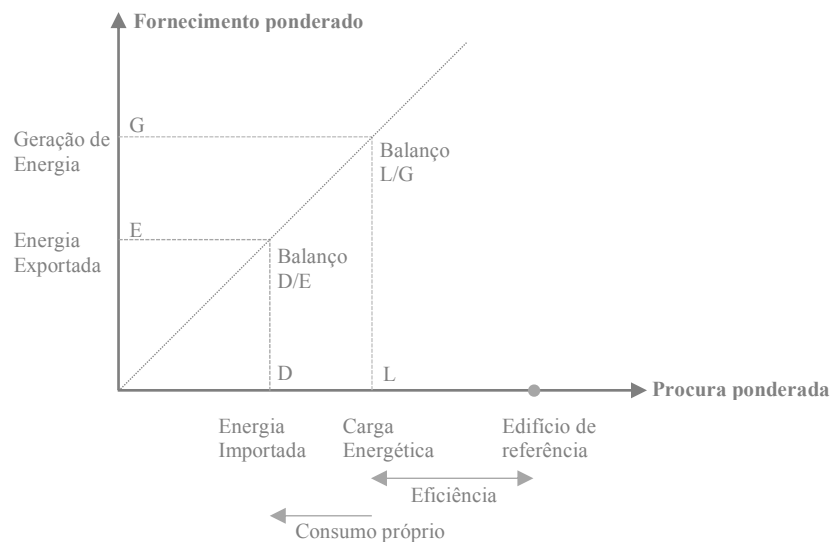 Fornecimento ponderado
G
Geração de
Energia
Balanço
L/G
E
Energia
Exportada
Balanço
D/E
D
L
Procura ponderada
Energia
Importada
Carga
Energética
Edifício de
referência
Eficiência
Consumo próprio